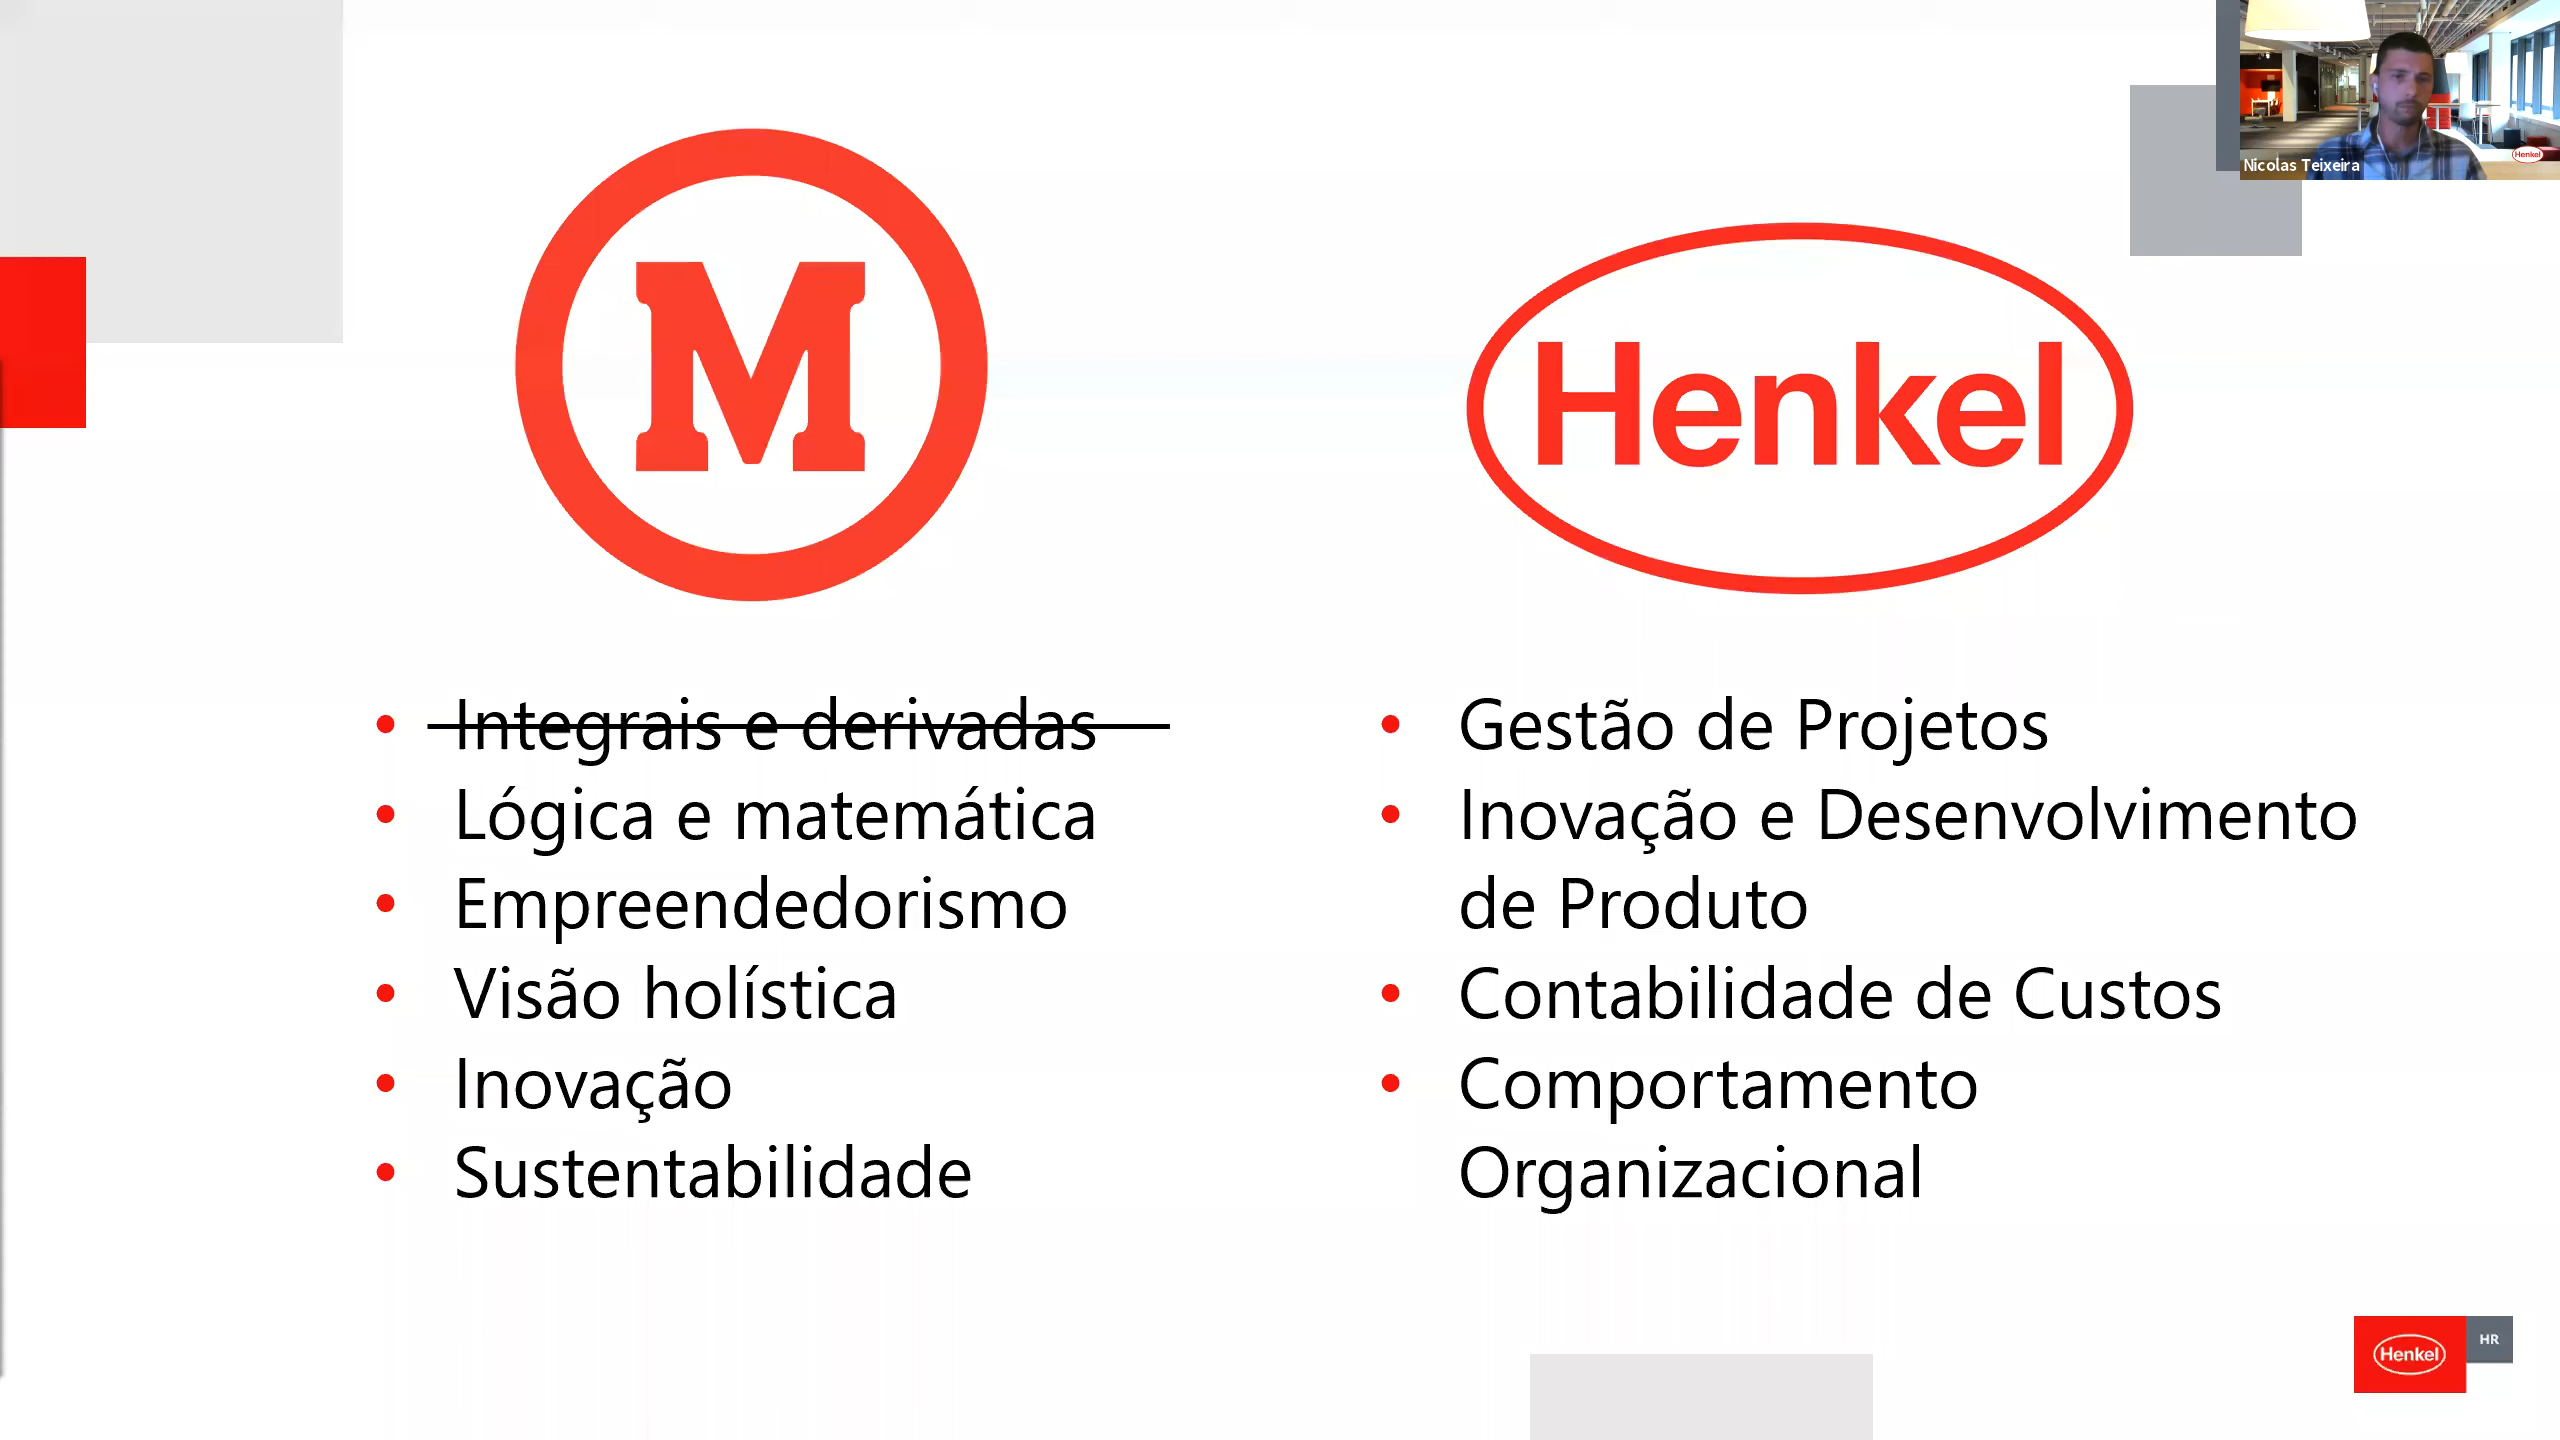 Nicolas Teixeira
Henkel
M
Henkel
Integrais e derivadas
Lógica e matemática
Empreendedorismo
Visão holística
Inovação
Sustentabilidade
Gestão de Projetos
Inovação e Desenvolvimento
de Produto
Contabilidade de Custos
Comportamento
Organizacional
Henkel
HR